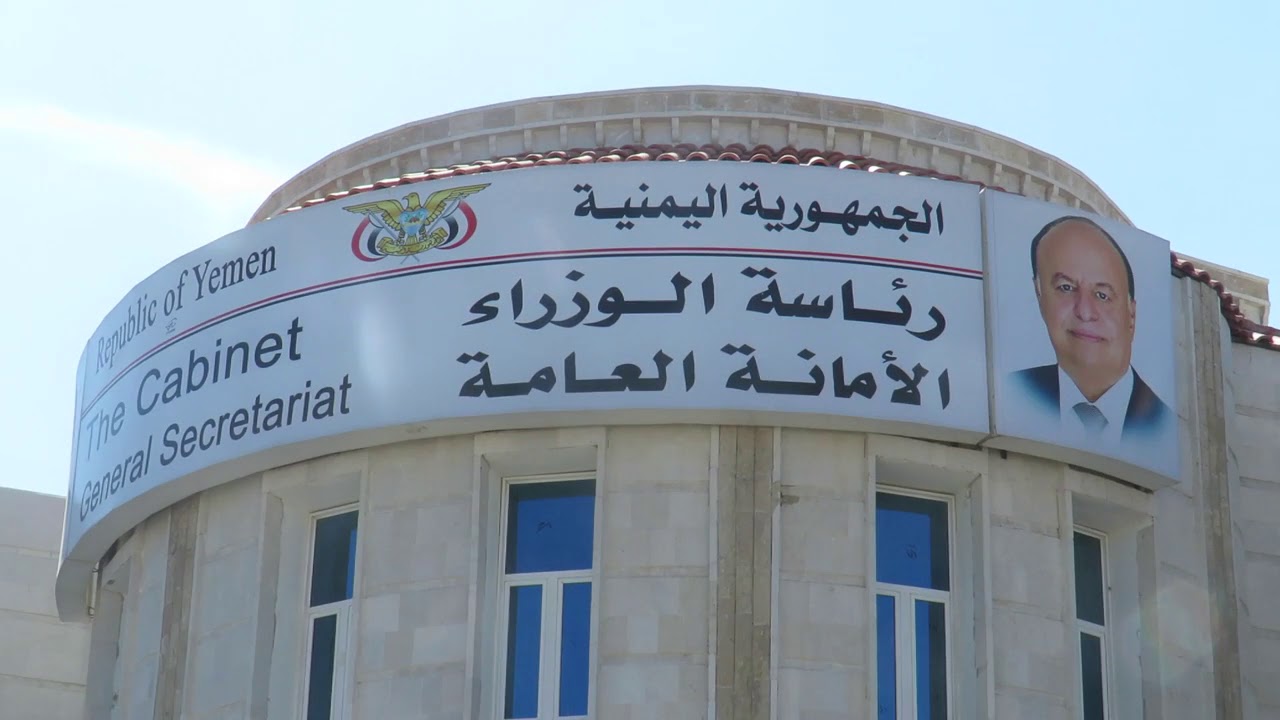 الجمهورية اليمنية
رئاسة الوزراء
الأمانة العامة
Republic of Yemen
The Cabinet
General Secretariat